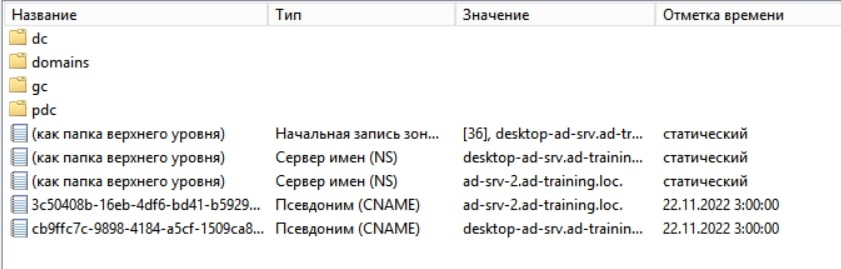 Название Тип Значение Отметка времени
dc
domains
gc
pdc
(как папка верхнего уровня) Начальная запись зон... [36], desktop-ad-srv.ad-tr... статический
(как папка верхнего уровня) Сервер имен (NS) desktop-ad-srv.ad-trainin... статический
(как папка верхнего уровня) Сервер имен (NS) ad-srv-2.ad-training.loc. статический
3c50408b-16eb-4df6-bd41-b5929... Псевдоним (CNAME) ad-srv-2.ad-training.loc. 22.11.2022 3:00:00
cb9ffc7c-9898-4184-a5cf-1509ca8... Псевдоним (CNAME) desktop-ad-srv.ad-trainin... 22.11.2022 3:00:00